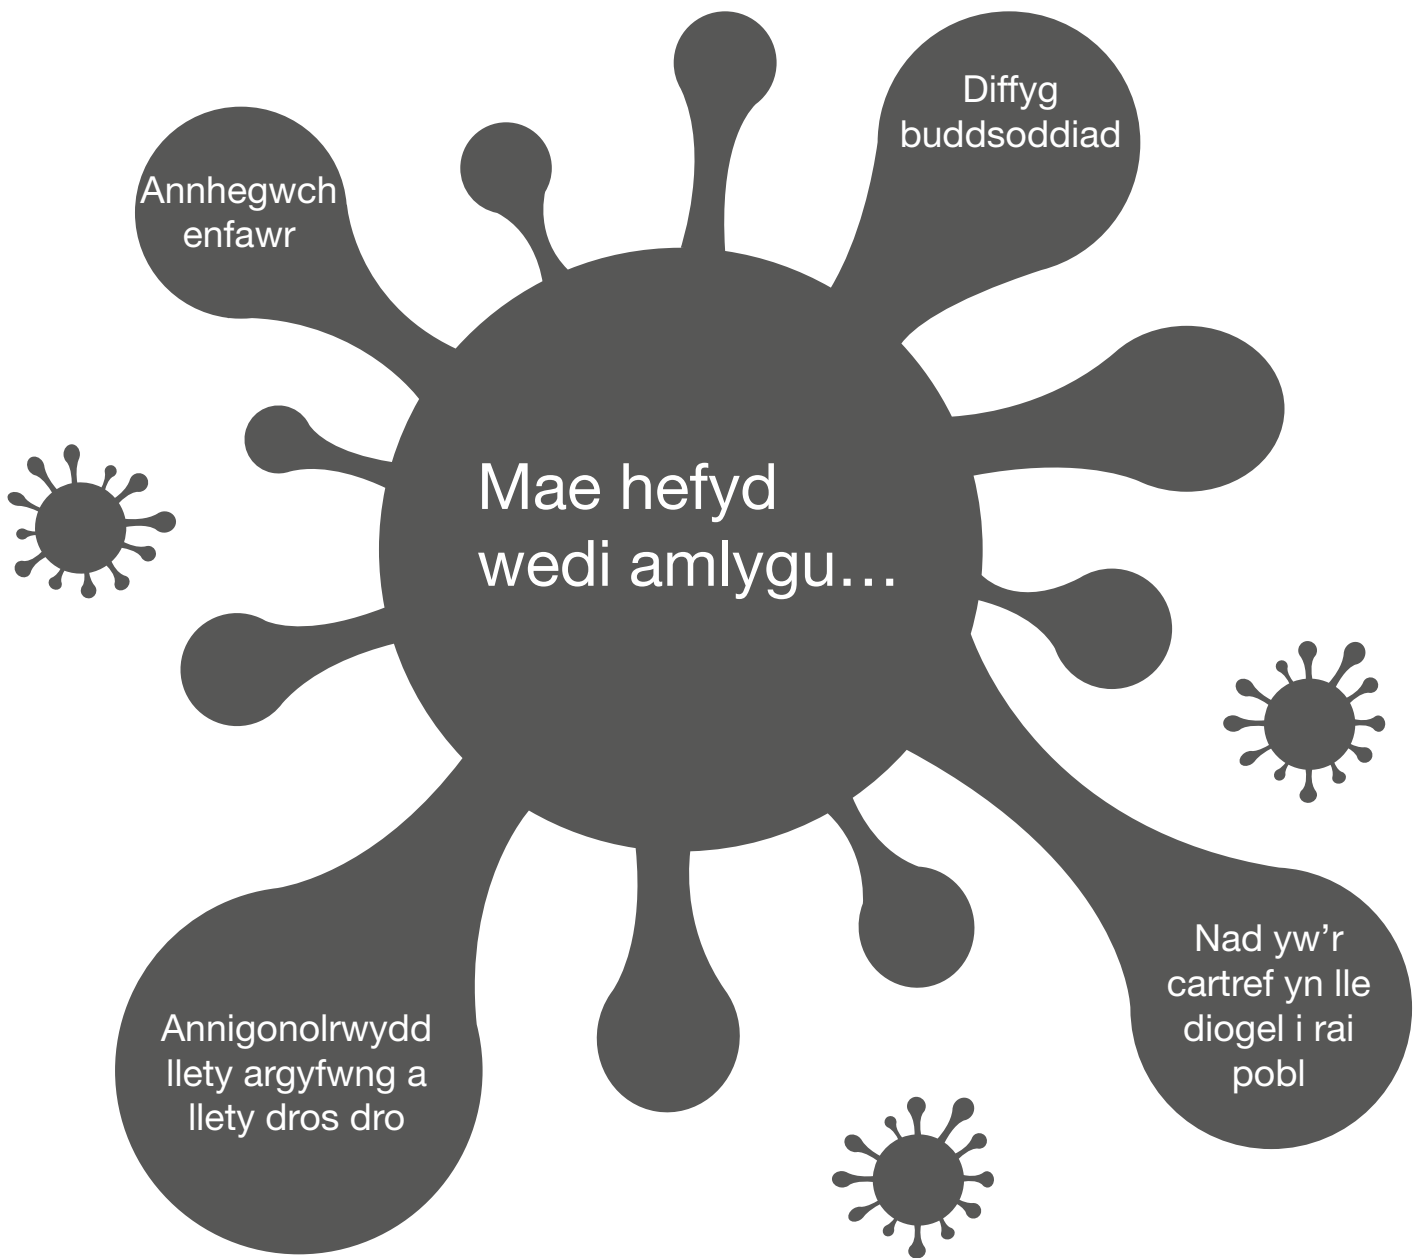 Diffyg
buddsoddiad
Annhegwch
enfawr
Mae hefyd
wedi amlygu…
Nad yw’r
cartref yn lle
diogel i rai
pobl
Annigonolrwydd
llety argyfwng a
llety dros dro